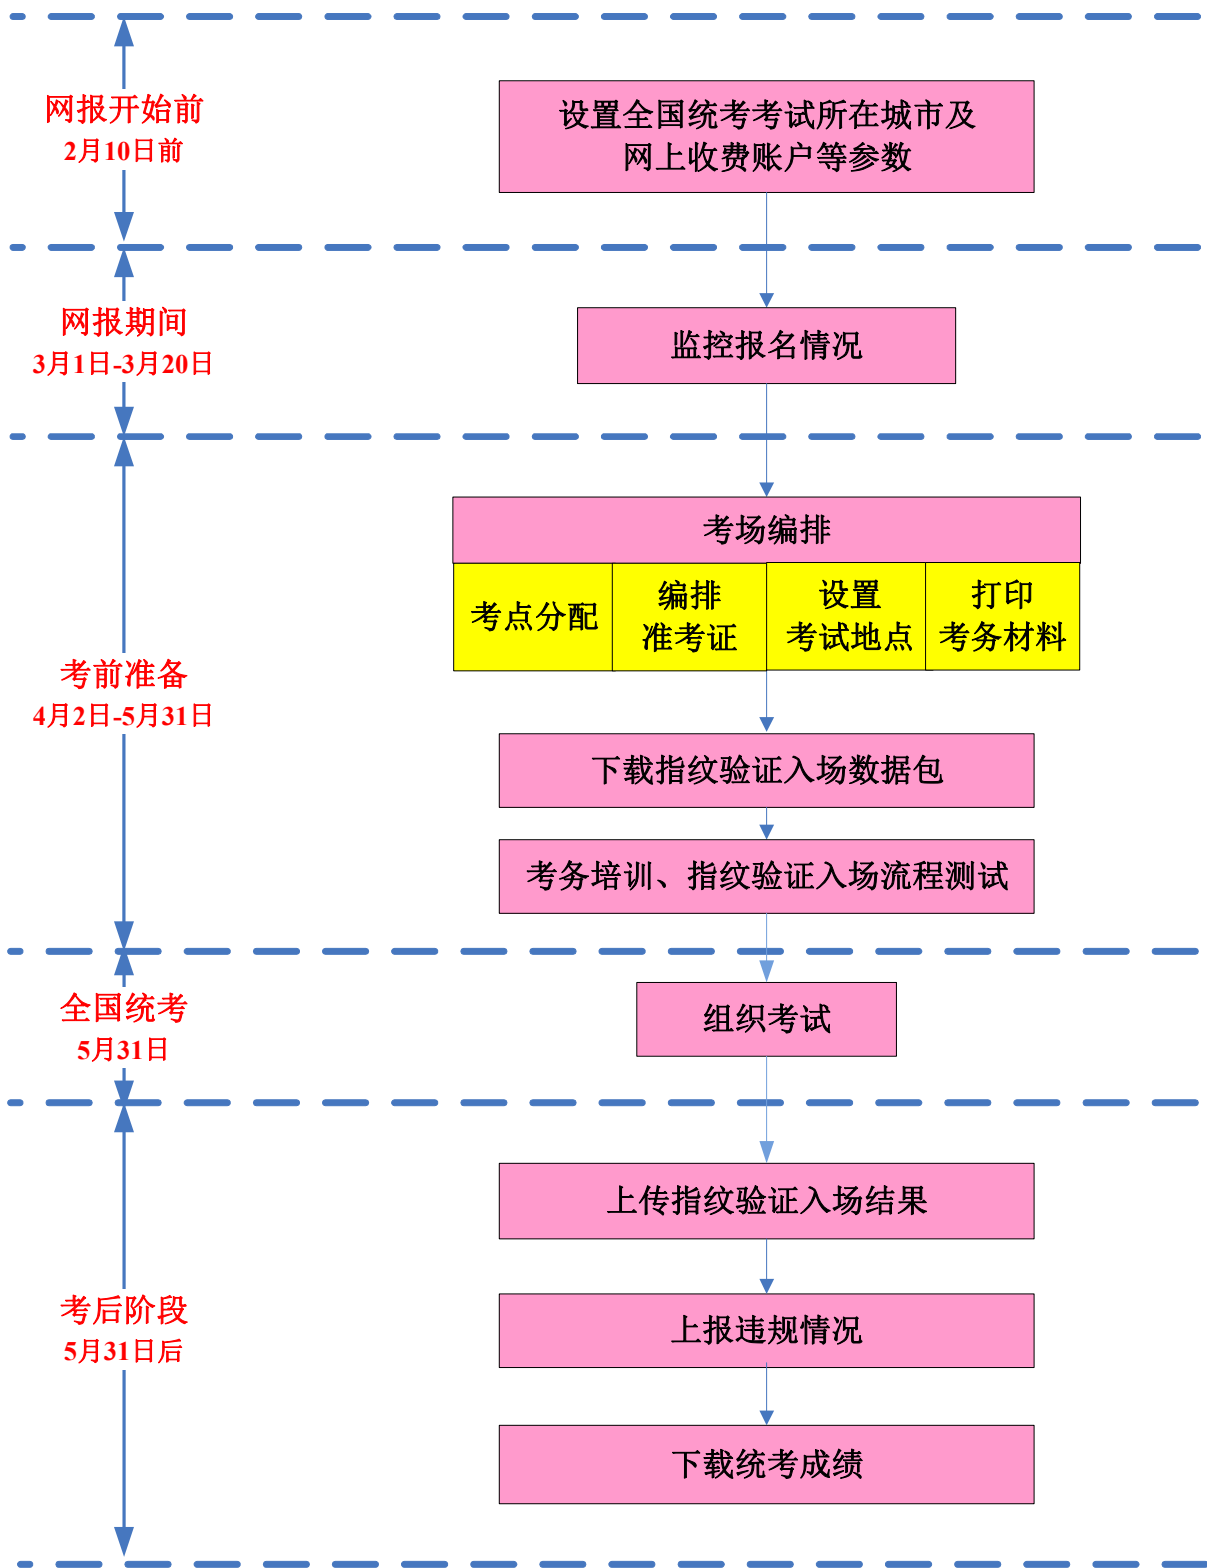 网报开始前
2月10日前
设置全国统考考试所在城市及
网上收费账户等参数
网报期间
3月1日-3月20日
监控报名情况
考前准备
4月2日-5月31日
考场编排
考点分配
编排
准考证
设置
考试地点
打印
考务材料
下载指纹验证入场数据包
考务培训、指纹验证入场流程测试
全国统考
5月31日
组织考试
考后阶段
5月31日后
上传指纹验证入场结果
上报违规情况
下载统考成绩